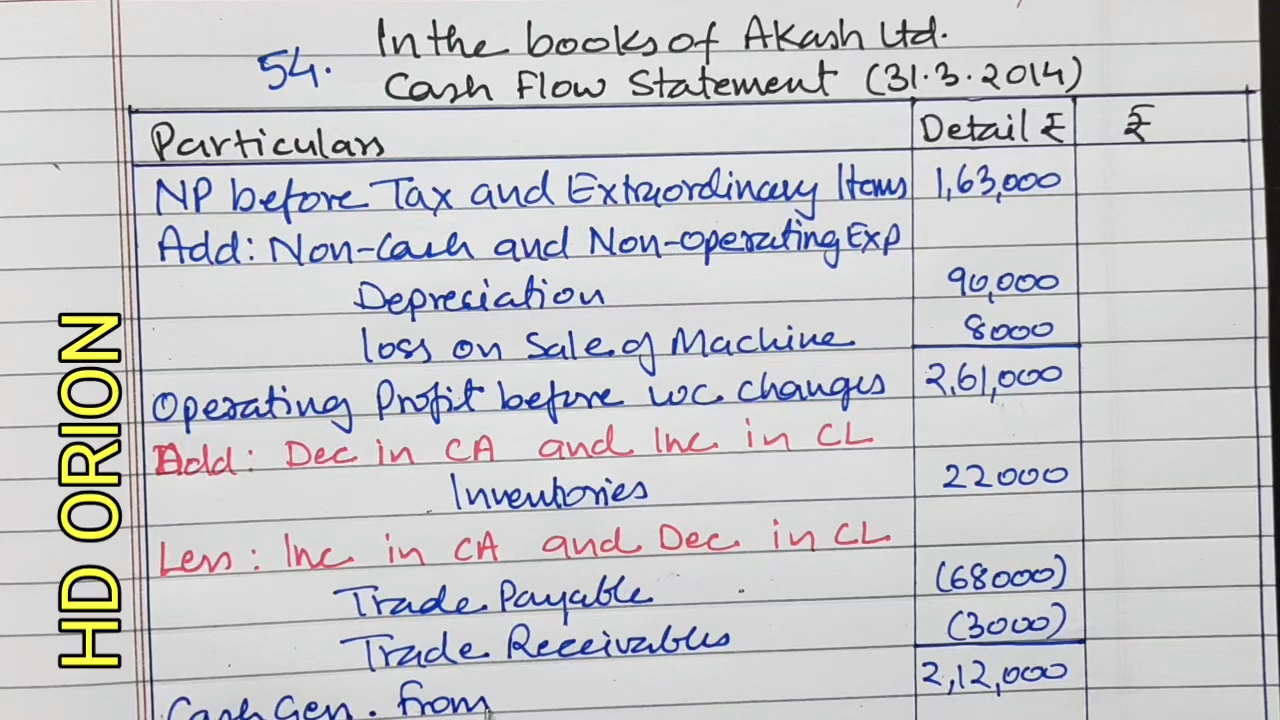 In the books of Akash Ltd.
54.
Cash Flow Statement (31.3.2014)
Particulars Detail ₹ ₹
NP before Tax and Extraordinary Items 1,63,000
Add: Non-Cash and Non-operating Exp
Depreciation 90,000
loss on Sale of Machine 8000
Operating Profit before WC changes 2,61,000
Add: Dec in CA and Inc in CL
Inventories 22000
Less: Inc in CA and Dec in CL
Trade Payable (68000)
Trade Receivables (3000)
2,12,000
Cash Gen. from
HD ORION